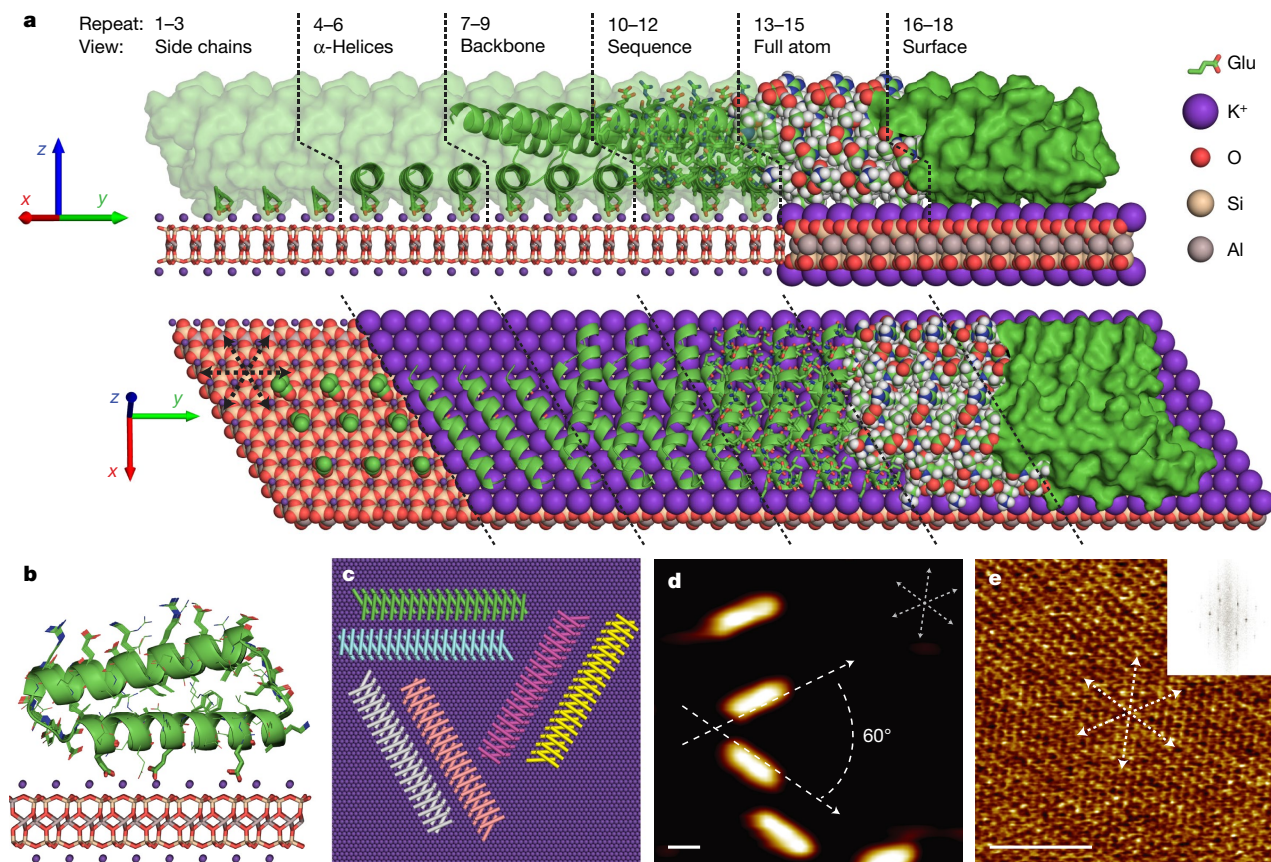 a
Repeat: 1–3 4–6 7–9 10–12 13–15 16–18
View: Side chains α-Helices Backbone Sequence Full atom Surface
Glu
K⁺
O
Si
Al
z
x
y
z
y
x
b
c
d
60°
e